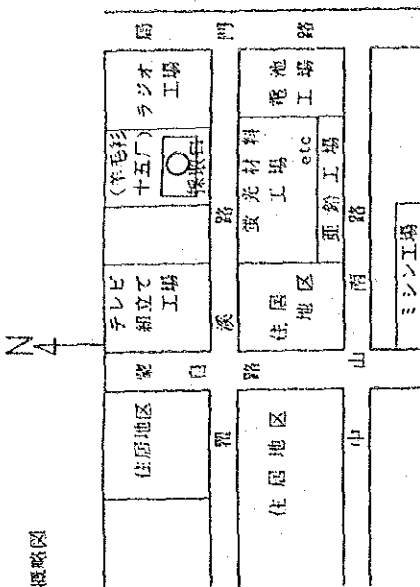 概略図
N
局門路
ラジオ
工場
(羊毛衫
十五厂)
採取口
テレビ
組立て
工場
電池
工場
蛍光材料
工場
etc
亜鉛工場
住居
地区
ミシン工場
住居地区
住居地区
路
溪
路
中山南路